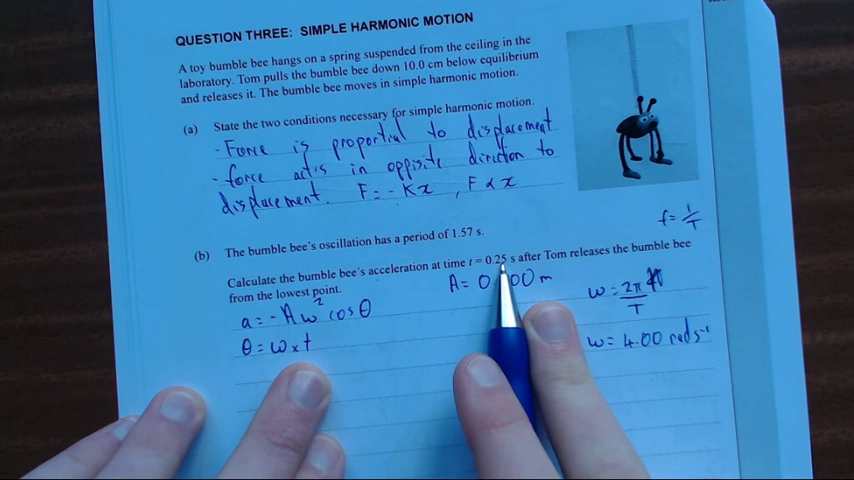 QUESTION THREE: SIMPLE HARMONIC MOTION
A toy bumble bee hangs on a spring suspended from the ceiling in the
laboratory. Tom pulls the bumble bee down 10.0 cm below equilibrium
and releases it. The bumble bee moves in simple harmonic motion.
(a) State the two conditions necessary for simple harmonic motion.
- Force is proportial to displacement
- force acts in opposite direction to
displacement. F = - Kx , F ∝ x
f = 1/T
(b) The bumble bee's oscillation has a period of 1.57 s.
Calculate the bumble bee's acceleration at time t = 0.25 s after Tom releases the bumble bee
from the lowest point.
A = 0 00 m
ω = 2π/T
a = -Aω² cosθ
θ = ω x t
ω = 4.00 rads⁻¹